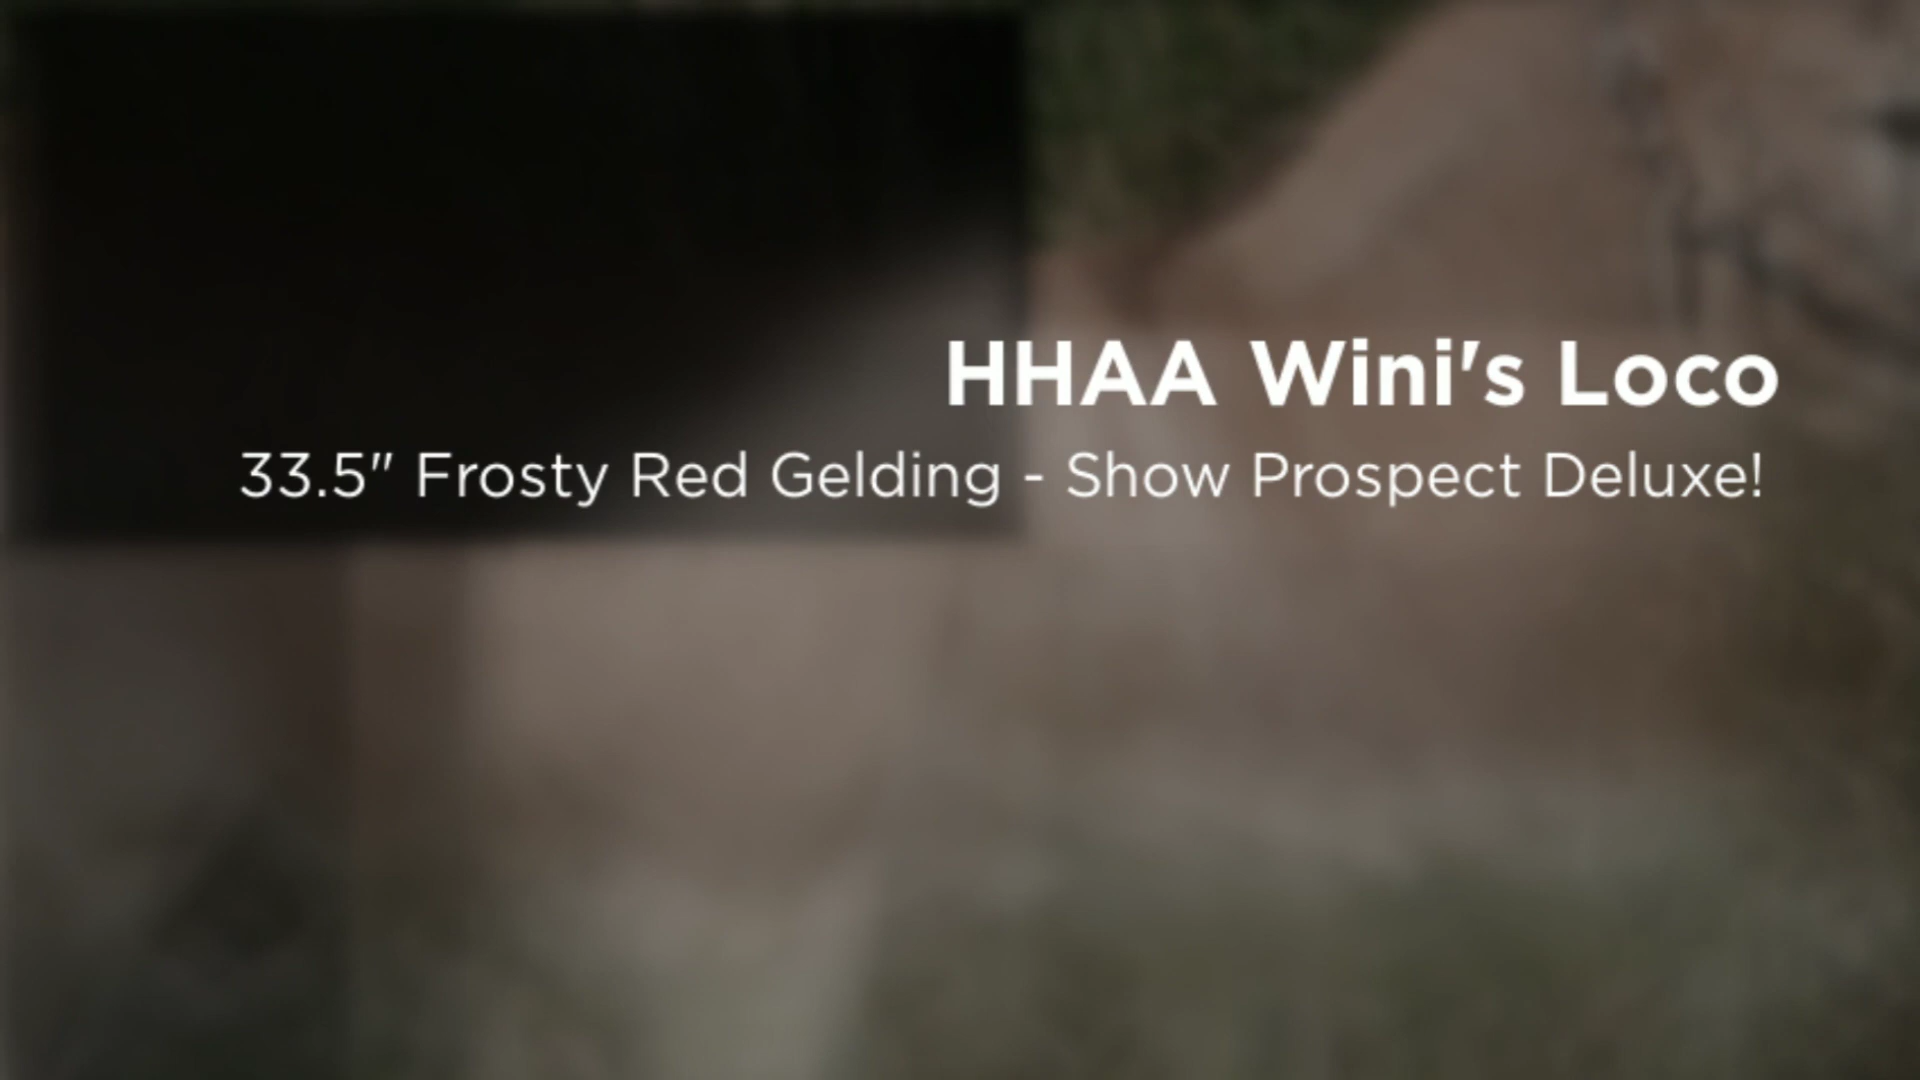 HHAA Wini's Loco
33.5" Frosty Red Gelding - Show Prospect Deluxe!